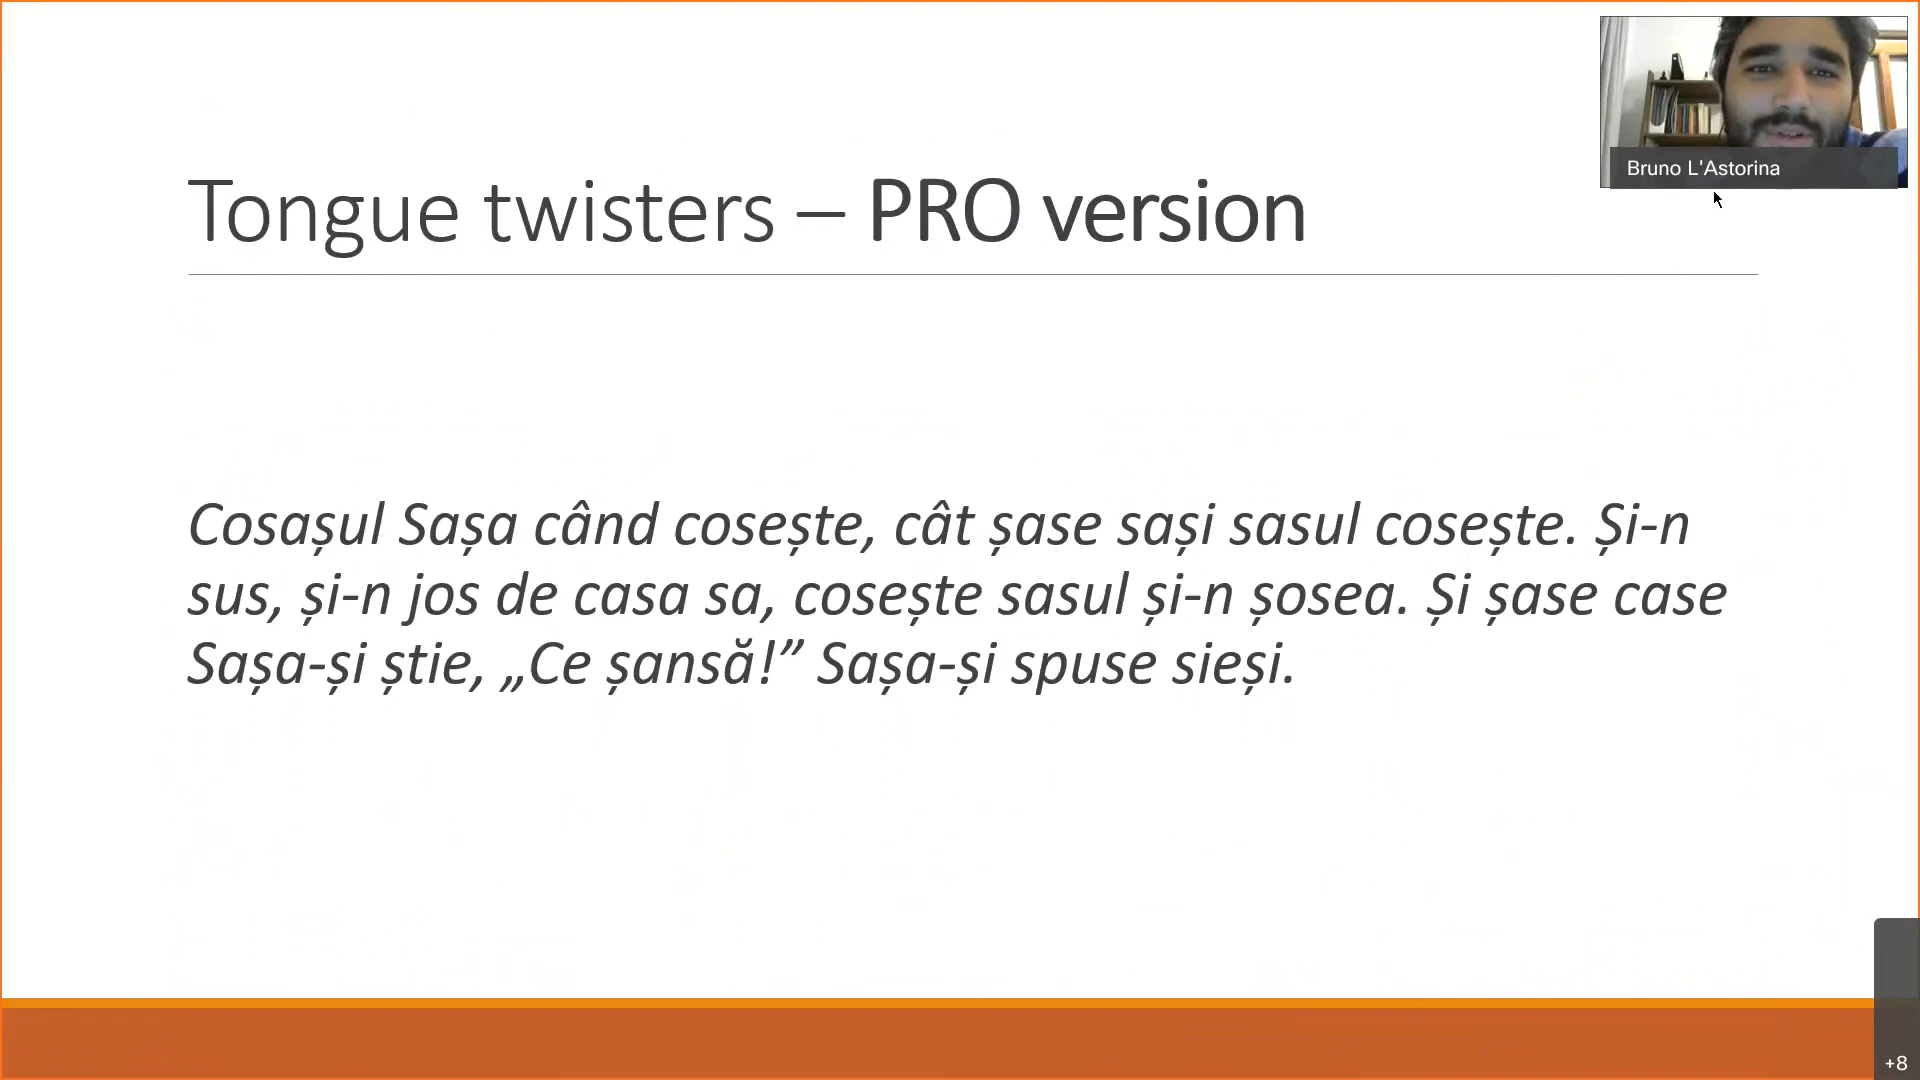 Bruno L'Astorina
Tongue twisters – PRO version
Cosașul Sașa când cosește, cât șase sași sasul cosește. Și-n
sus, și-n jos de casa sa, cosește sasul și-n șosea. Și șase case
Sașa-și știe, „Ce șansă!” Sașa-și spuse sieși.
+8